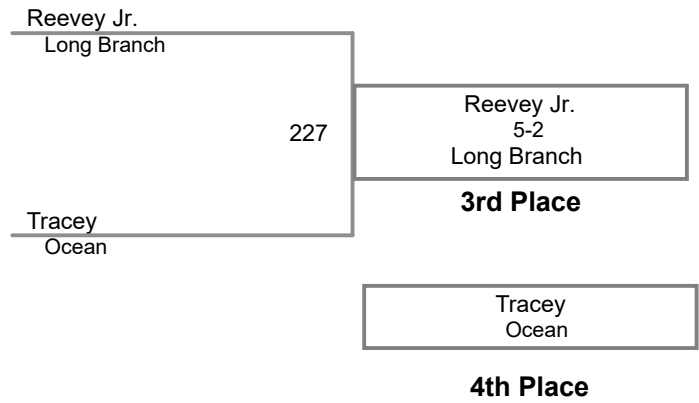 Reevey Jr.
Long Branch
227
Reevey Jr.
5-2
Long Branch
3rd Place
Tracey
Ocean
Tracey
Ocean
4th Place